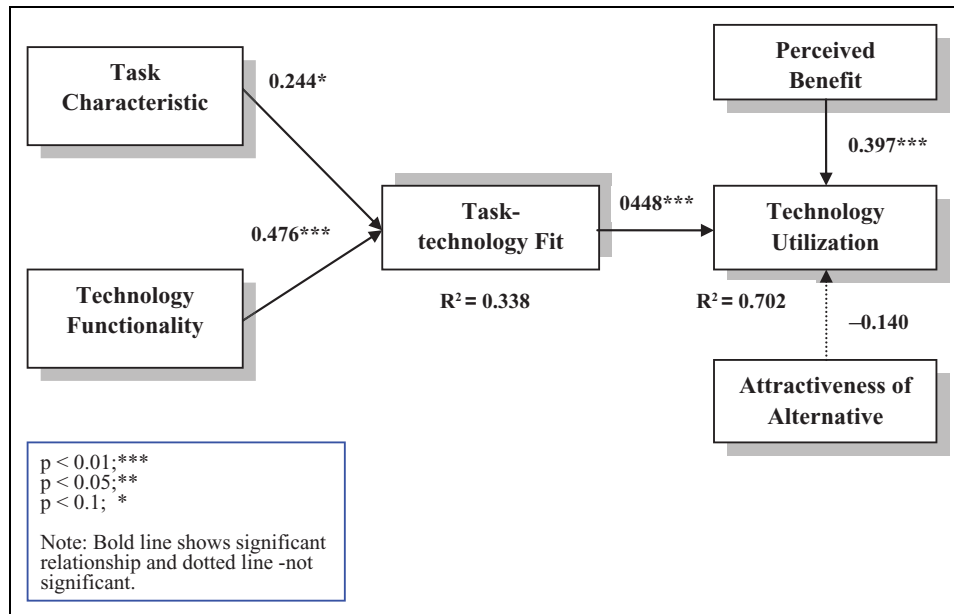 Task
Characteristic
0.244*
Perceived
Benefit
0.397***
0.476***
Task-
technology Fit
0448***
Technology
Utilization
Technology
Functionality
R² = 0.338
R² = 0.702
–0.140
Attractiveness of
Alternative
p < 0.01;***
p < 0.05;**
p < 0.1; *
Note: Bold line shows significant
relationship and dotted line -not
significant.